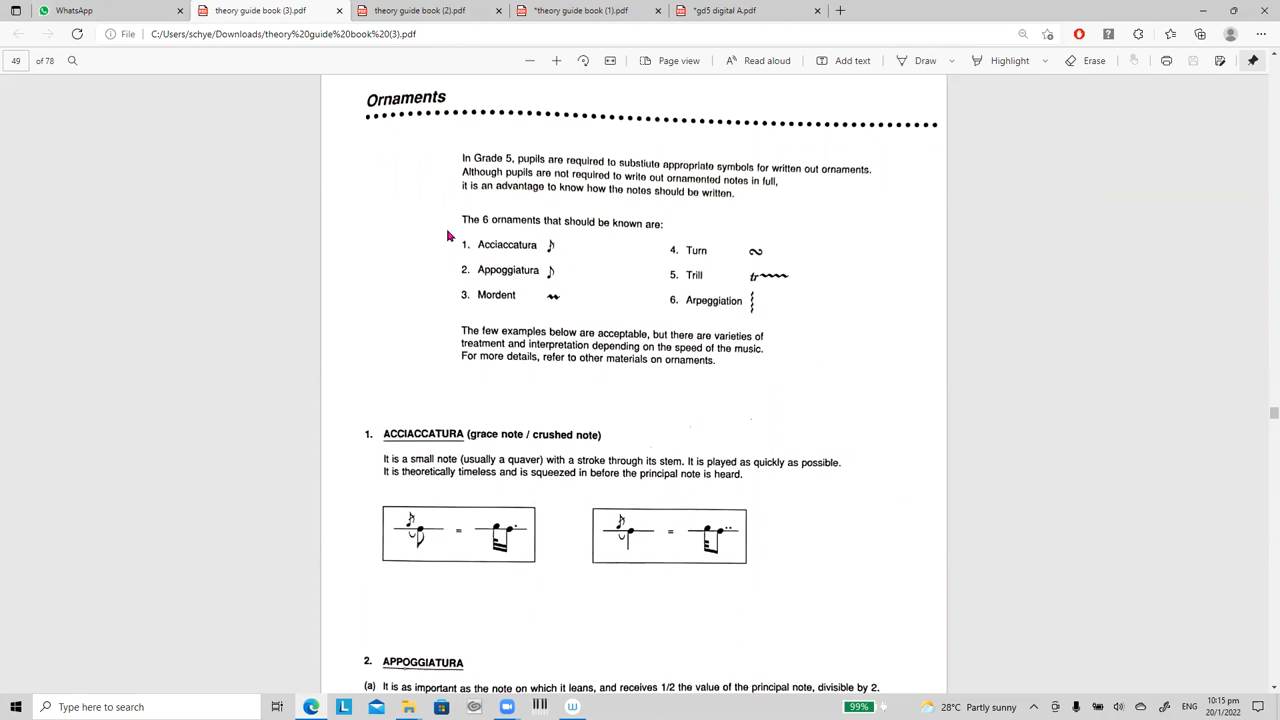 WhatsApp
theory guide book (3).pdf
theory guide book (2).pdf
*theory guide book (1).pdf
*gd5 digital A.pdf
File
C:/Users/schye/Downloads/theory%20guide%20book%20(3).pdf
49 of 78
Page view
Read aloud
Add text
Draw
Highlight
Erase
Ornaments
In Grade 5, pupils are required to substiute appropriate symbols for written out ornaments.
Although pupils are not required to write out ornamented notes in full,
it is an advantage to know how the notes should be written.
The 6 ornaments that should be known are:
1. Acciaccatura
2. Appoggiatura
3. Mordent
4. Turn
5. Trill tr
6. Arpeggiation
The few examples below are acceptable, but there are varieties of
treatment and interpretation depending on the speed of the music.
For more details, refer to other materials on ornaments.
1. ACCIACCATURA (grace note / crushed note)
It is a small note (usually a quaver) with a stroke through its stem. It is played as quickly as possible.
It is theoretically timeless and is squeezed in before the principal note is heard.
=
=
2. APPOGGIATURA
(a) It is as important as the note on which it leans, and receives 1/2 the value of the principal note, divisible by 2.
Type here to search
99%
28°C Partly sunny
ENG
10:15 pm
20/1/2022